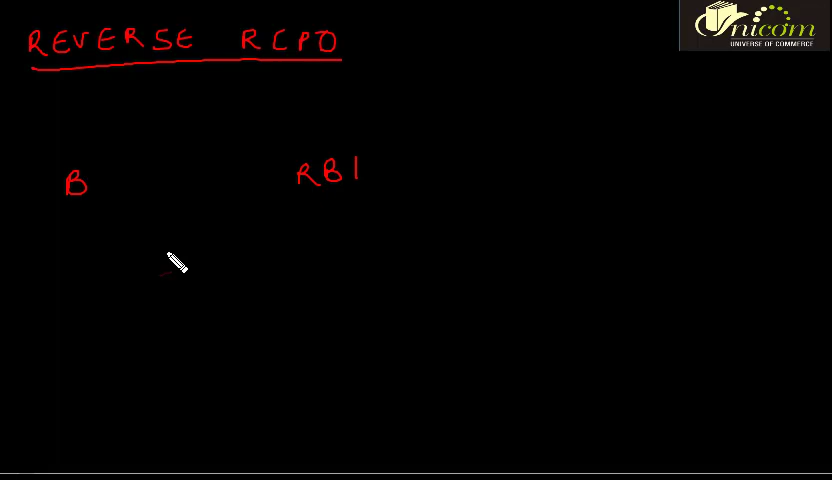 REVERSE REPO
B RBI
Unicom
UNIVERSE OF COMMERCE